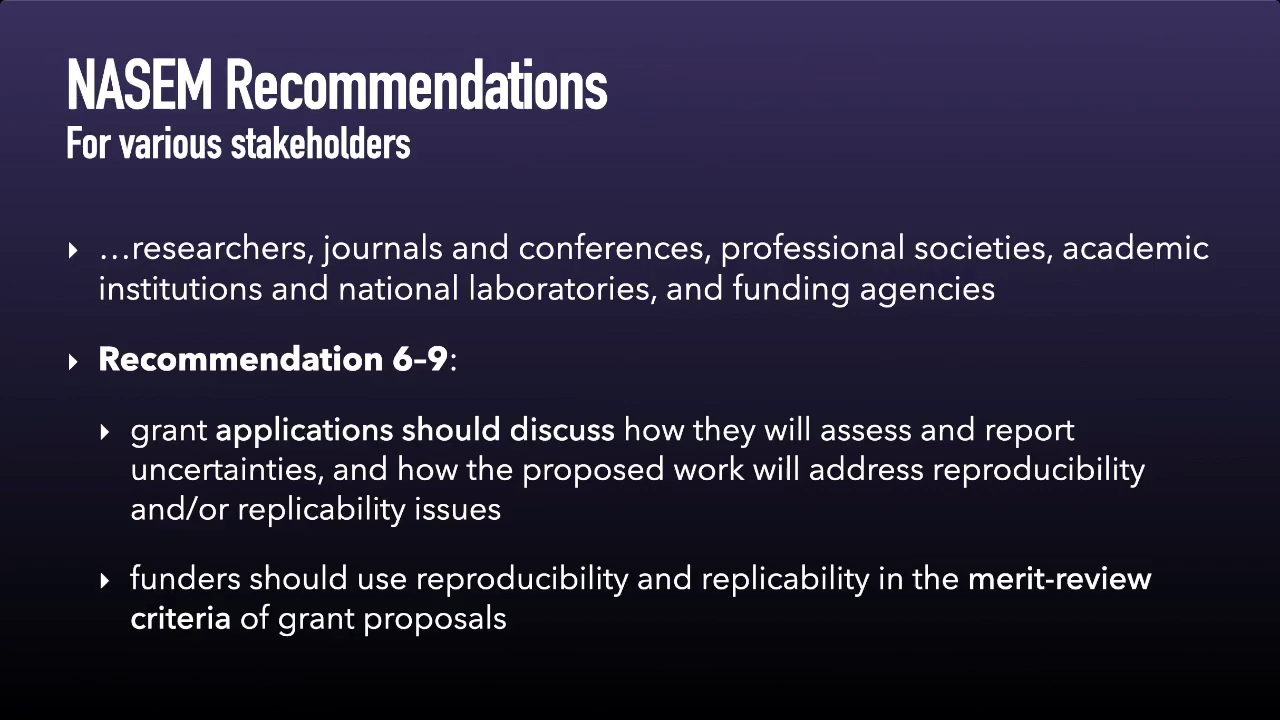 NASEM Recommendations
For various stakeholders
…researchers, journals and conferences, professional societies, academic
institutions and national laboratories, and funding agencies
Recommendation 6–9:
grant applications should discuss how they will assess and report
uncertainties, and how the proposed work will address reproducibility
and/or replicability issues
funders should use reproducibility and replicability in the merit-review
criteria of grant proposals